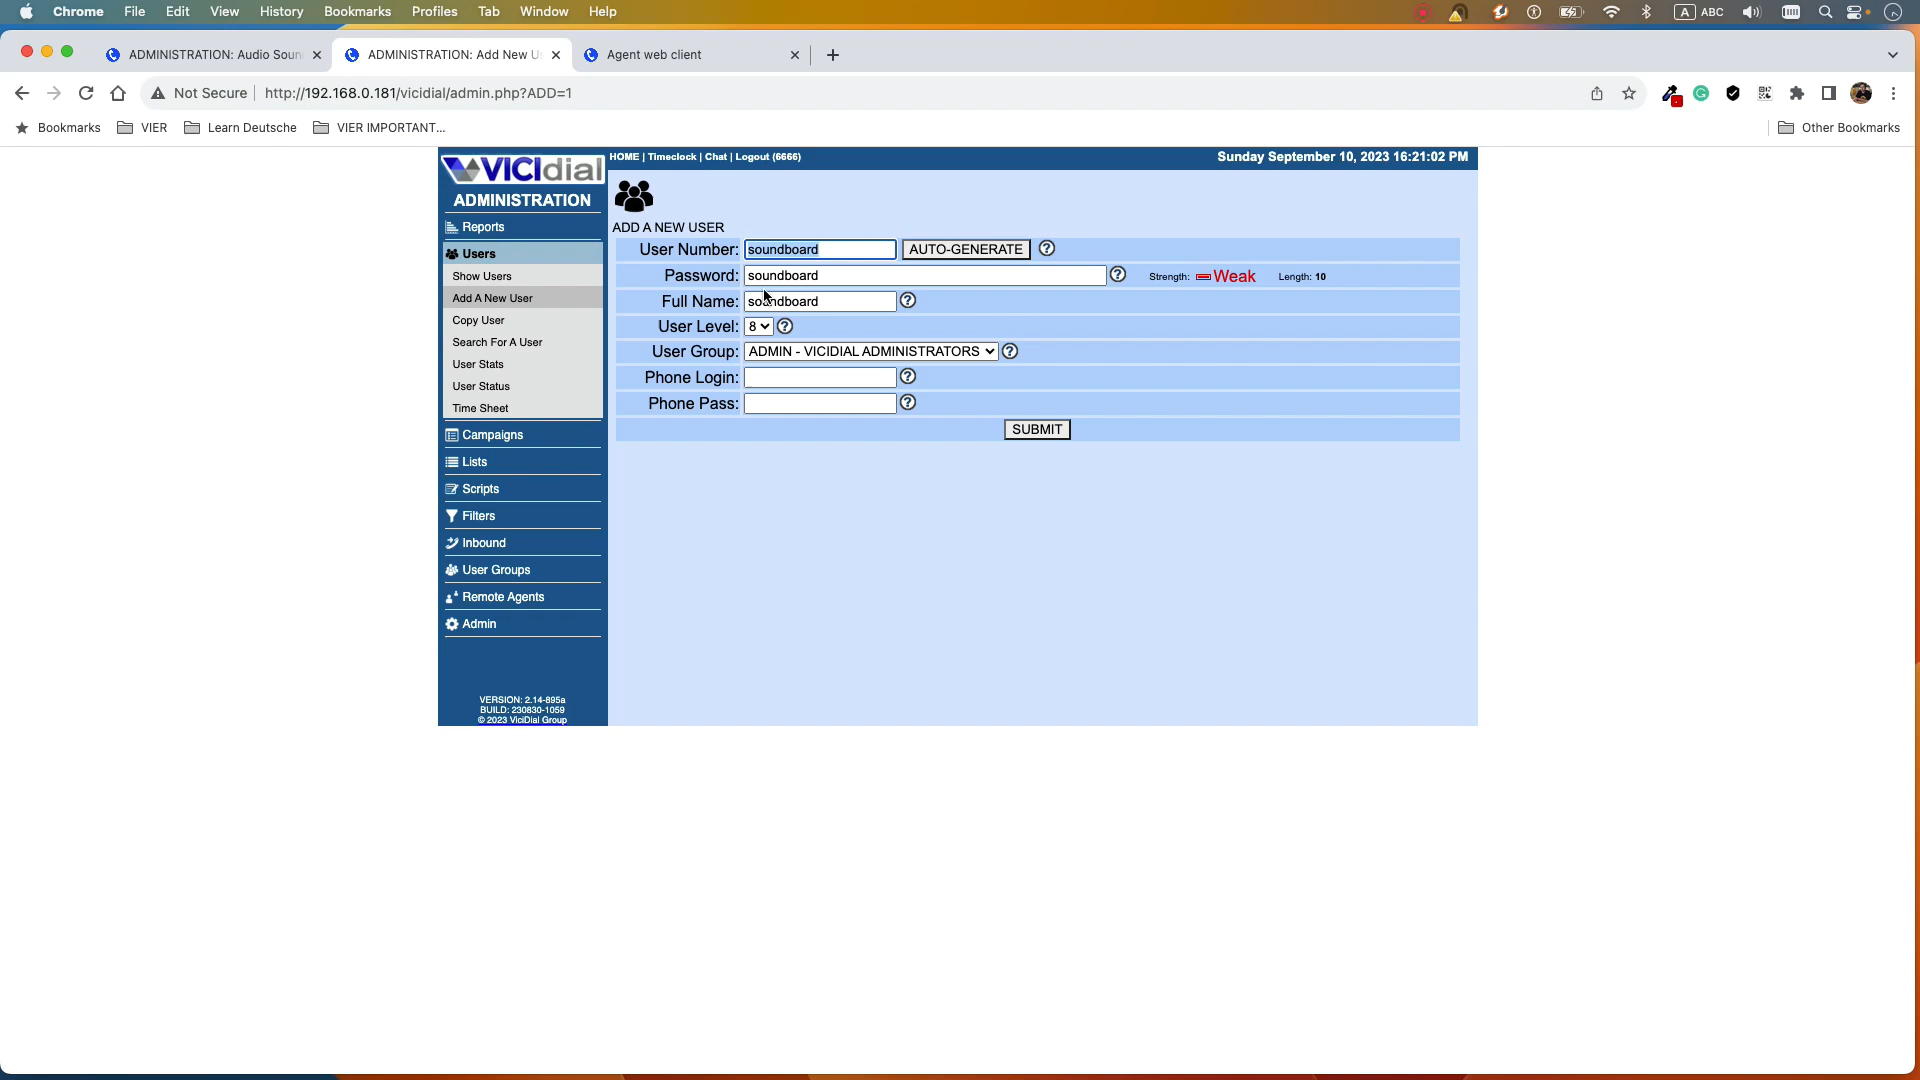 Chrome File Edit View History Bookmarks Profiles Tab Window Help A ABC
ADMINISTRATION: Audio Soun ADMINISTRATION: Add New Us Agent web client
Not Secure http://192.168.0.181/vicidial/admin.php?ADD=1
Bookmarks VIER Learn Deutsche VIER IMPORTANT... Other Bookmarks
VICIdial HOME | Timeclock | Chat | Logout (6666) Sunday September 10, 2023 16:21:02 PM
ADMINISTRATION
Reports
Users
Show Users
Add A New User
Copy User
Search For A User
User Stats
User Status
Time Sheet
Campaigns
Lists
Scripts
Filters
Inbound
User Groups
Remote Agents
Admin
VERSION: 2.14-895a
BUILD: 230830-1059
© 2023 ViciDial Group
ADD A NEW USER
User Number: soundboard AUTO-GENERATE ?
Password: soundboard ? Strength: Weak Length: 10
Full Name: soundboard ?
User Level: 8 ?
User Group: ADMIN - VICIDIAL ADMINISTRATORS ?
Phone Login: ?
Phone Pass: ?
SUBMIT